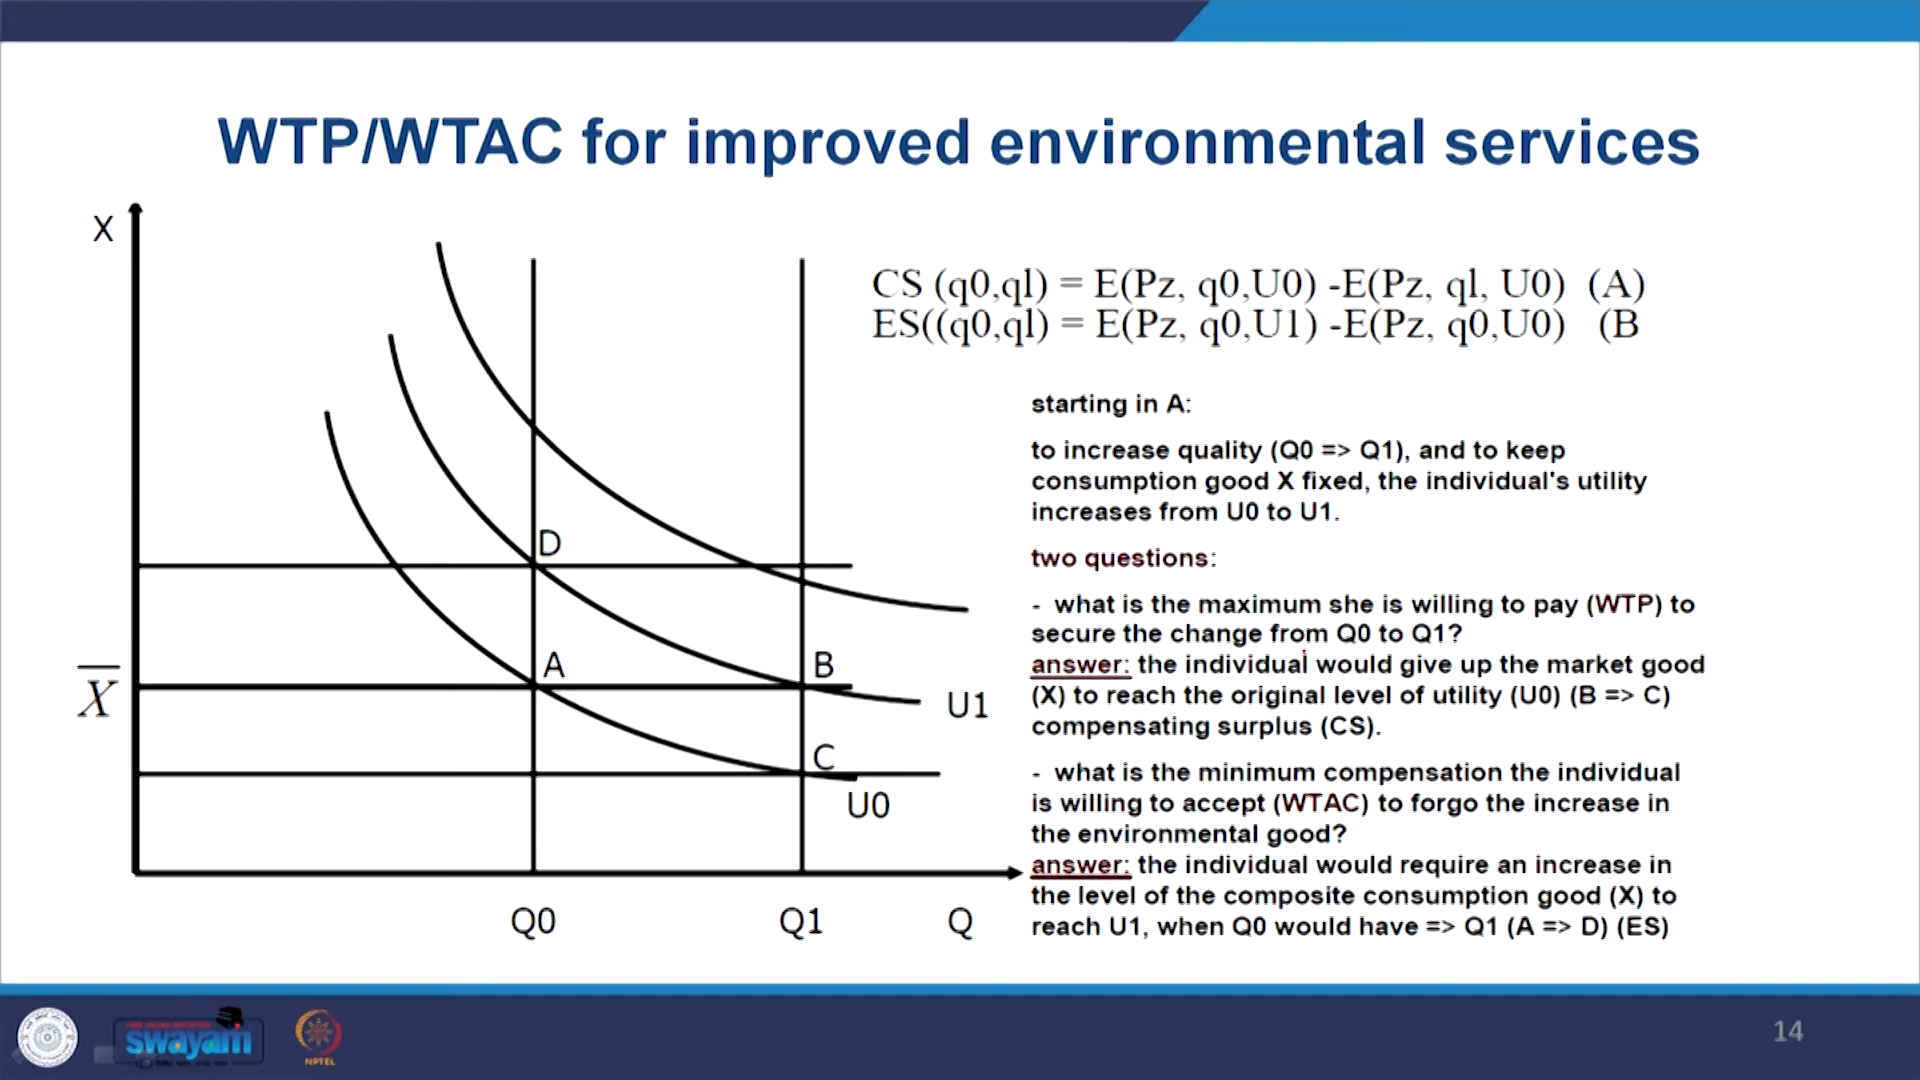 WTP/WTAC for improved environmental services
X
CS (q0,ql) = E(Pz, q0,U0) -E(Pz, ql, U0) (A)
ES((q0,ql) = E(Pz, q0,U1) -E(Pz, q0,U0) (B
starting in A:
to increase quality (Q0 => Q1), and to keep
consumption good X fixed, the individual's utility
increases from U0 to U1.
two questions:
- what is the maximum she is willing to pay (WTP) to
secure the change from Q0 to Q1?
answer: the individual would give up the market good
(X) to reach the original level of utility (U0) (B => C)
compensating surplus (CS).
- what is the minimum compensation the individual
is willing to accept (WTAC) to forgo the increase in
the environmental good?
answer: the individual would require an increase in
the level of the composite consumption good (X) to
reach U1, when Q0 would have => Q1 (A => D) (ES)
D
A
B
X̅
U1
C
U0
Q0
Q1
Q
swayam
NPTEL
14